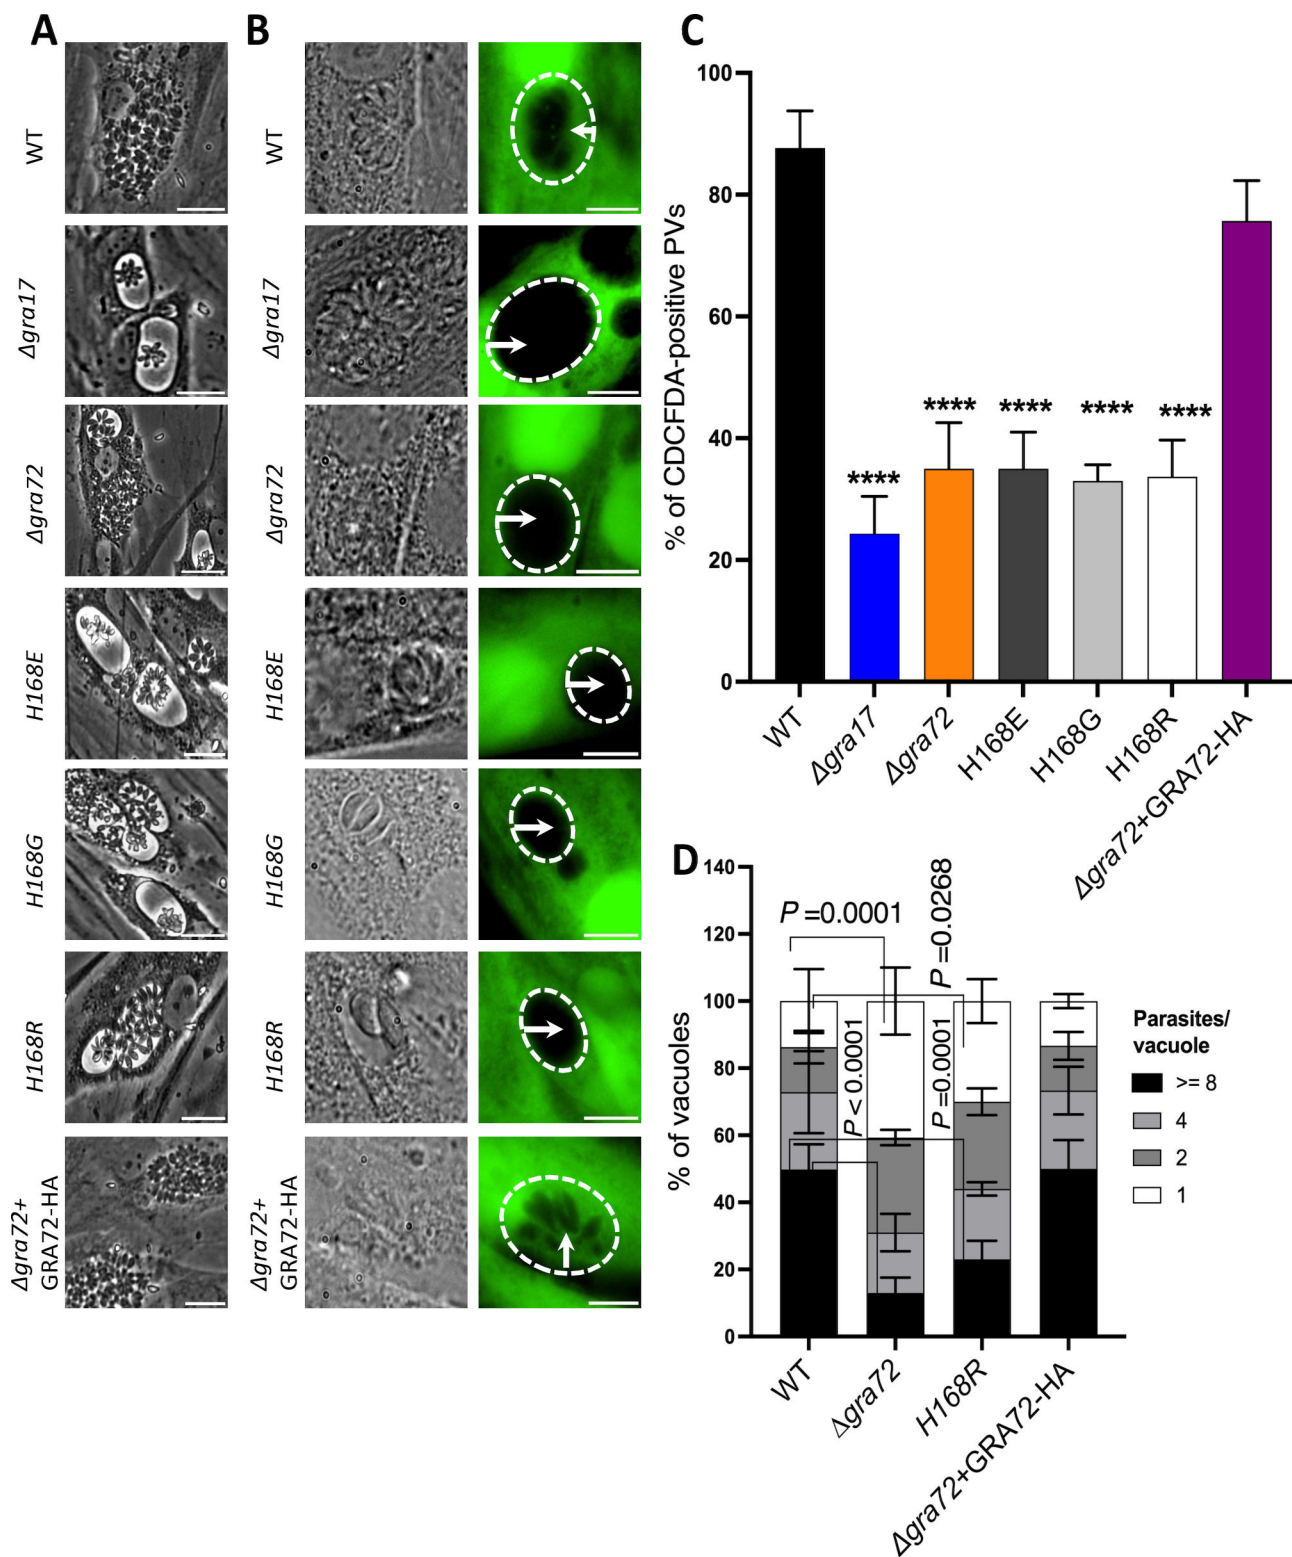 A
B
C
WT
Δgra17
Δgra72
H168E
H168G
H168R
Δgra72+
GRA72-HA
WT
Δgra17
Δgra72
H168E
H168G
H168R
Δgra72+
GRA72-HA
% of CDCFDA-positive PVs
100
80
60
40
20
0
****
****
****
****
****
WT
Δgra17
Δgra72
H168E
H168G
H168R
Δgra72+GRA72-HA
D
% of vacuoles
140
120
100
80
60
40
20
0
P =0.0001
P =0.0268
P < 0.0001
P =0.0001
WT
Δgra72
H168R
Δgra72+GRA72-HA
Parasites/
vacuole
>= 8
4
2
1